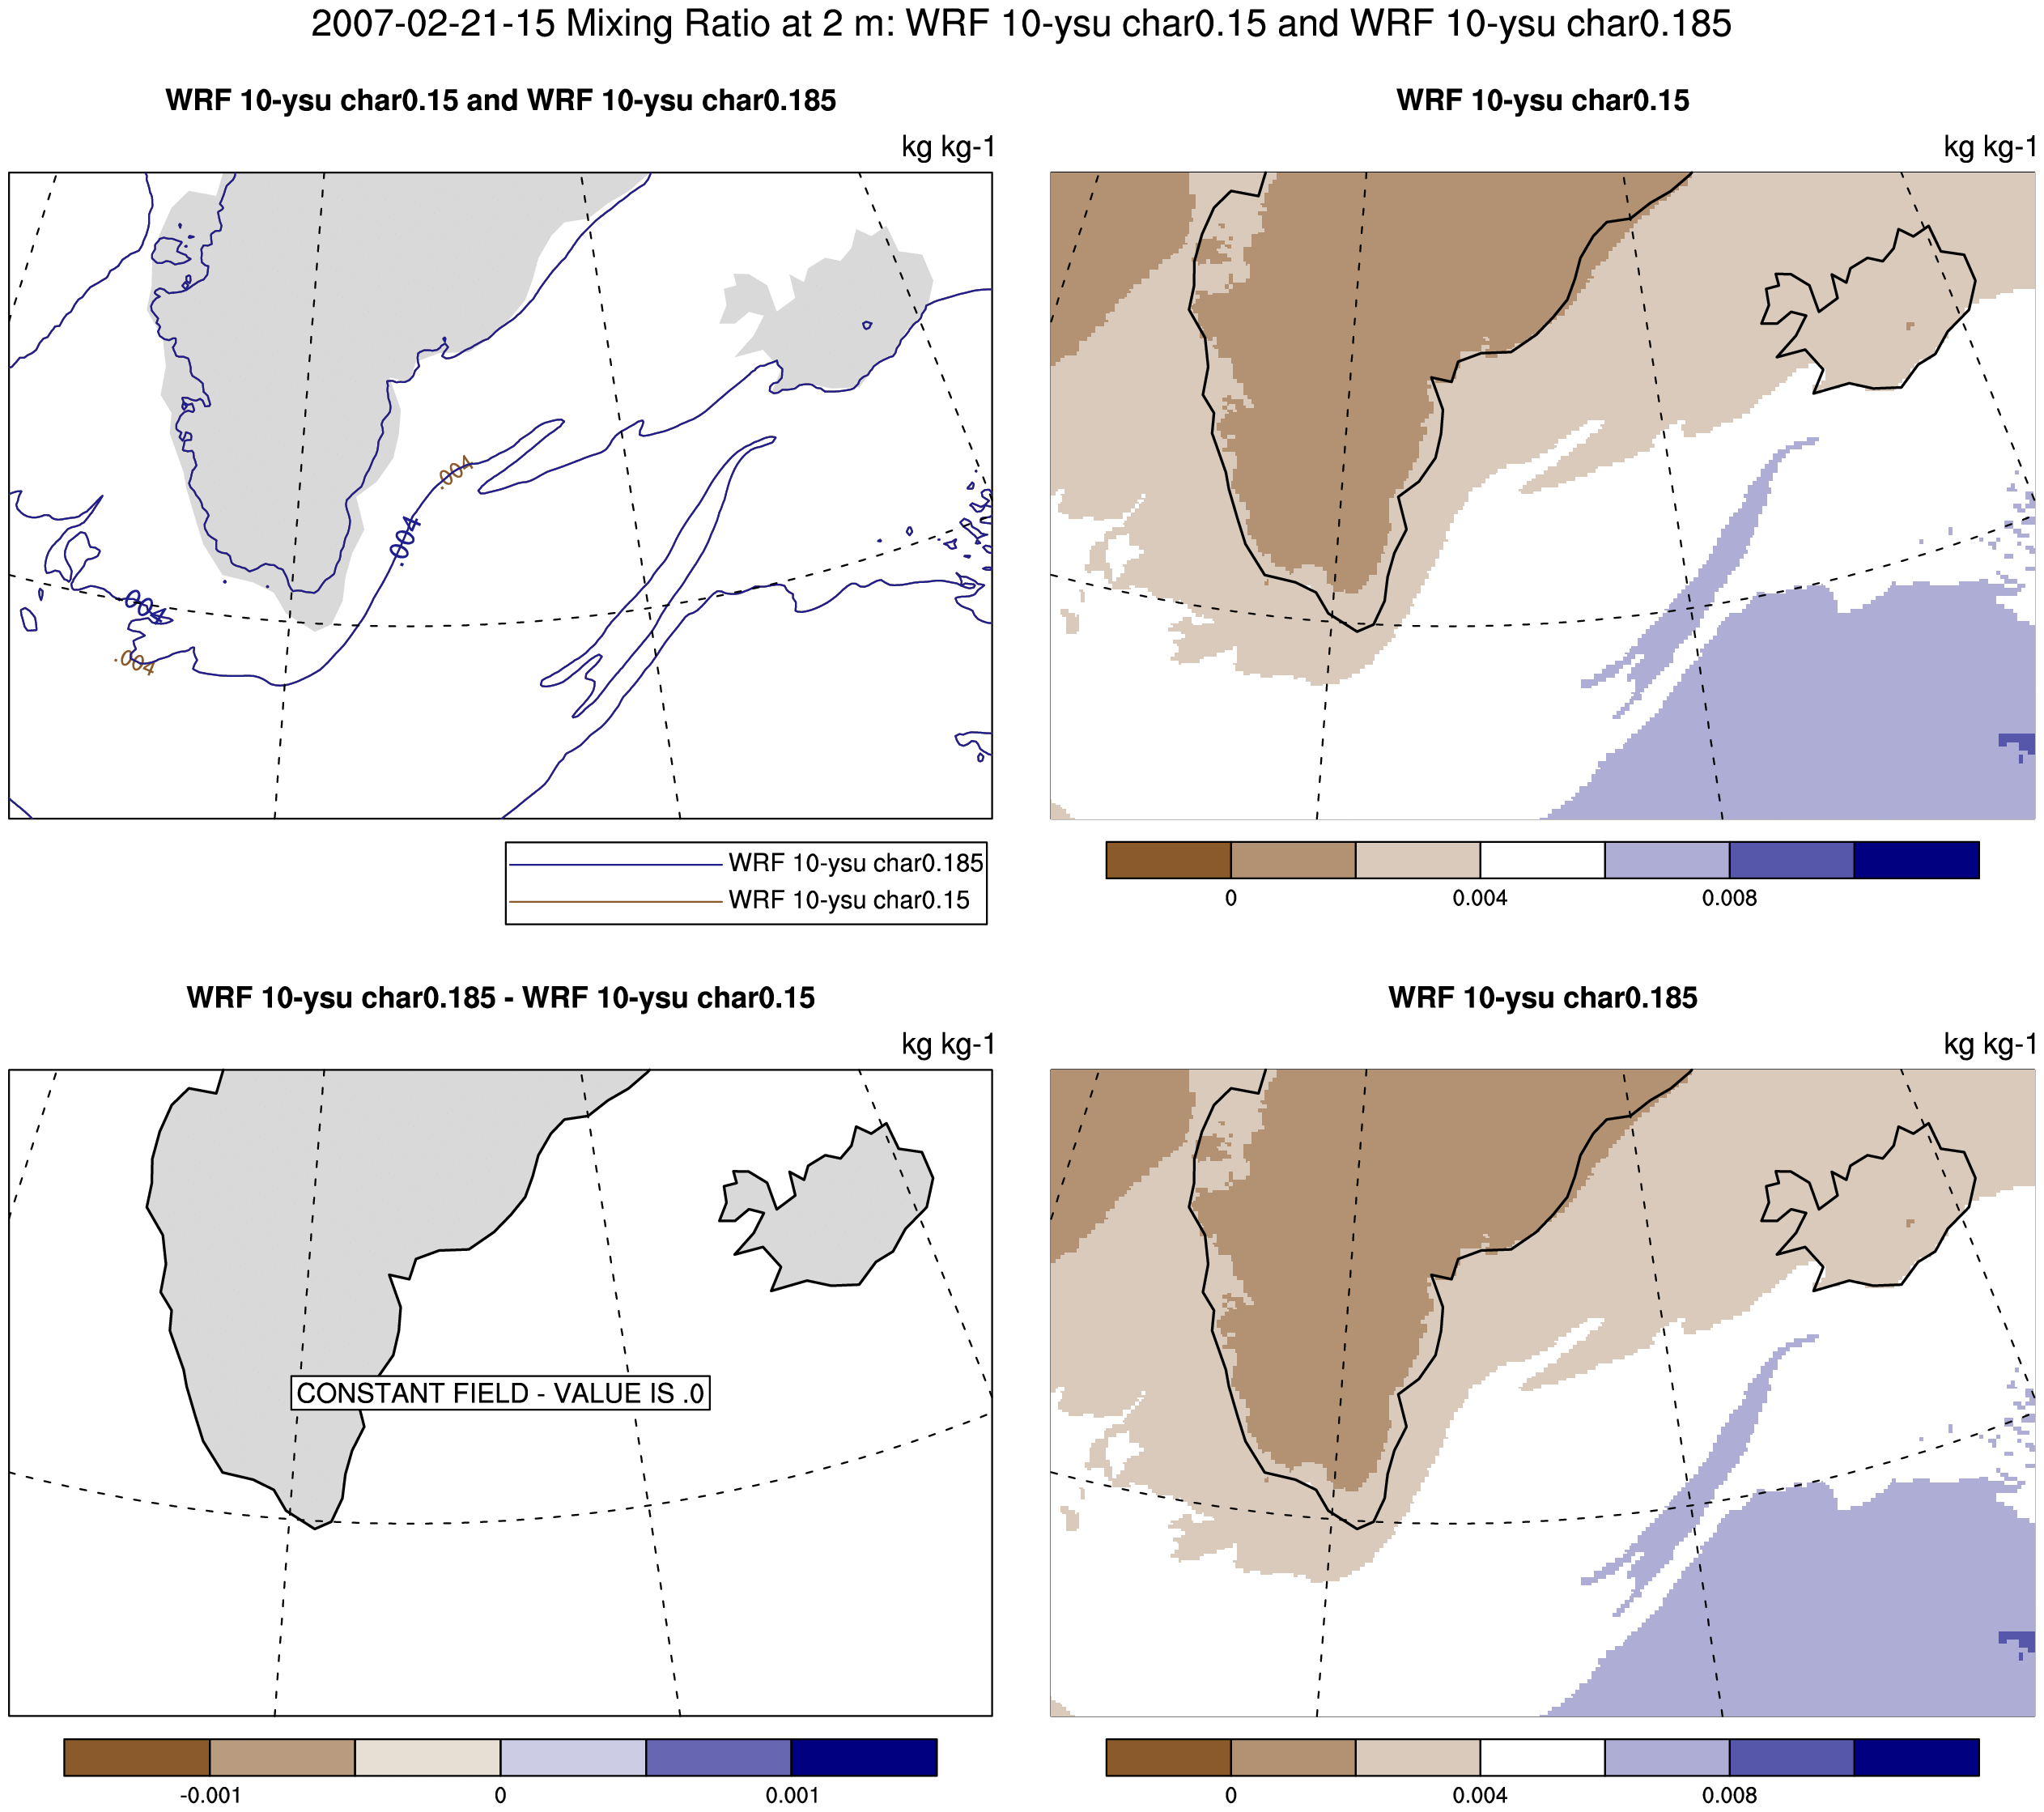 2007-02-21-15 Mixing Ratio at 2 m: WRF 10-ysu char0.15 and WRF 10-ysu char0.185
WRF 10-ysu char0.15 and WRF 10-ysu char0.185
kg kg-1
.004
.004
.004
.004
WRF 10-ysu char0.185
WRF 10-ysu char0.15
WRF 10-ysu char0.15
kg kg-1
0 0.004 0.008
WRF 10-ysu char0.185 - WRF 10-ysu char0.15
kg kg-1
CONSTANT FIELD - VALUE IS .0
-0.001 0 0.001
WRF 10-ysu char0.185
kg kg-1
0 0.004 0.008